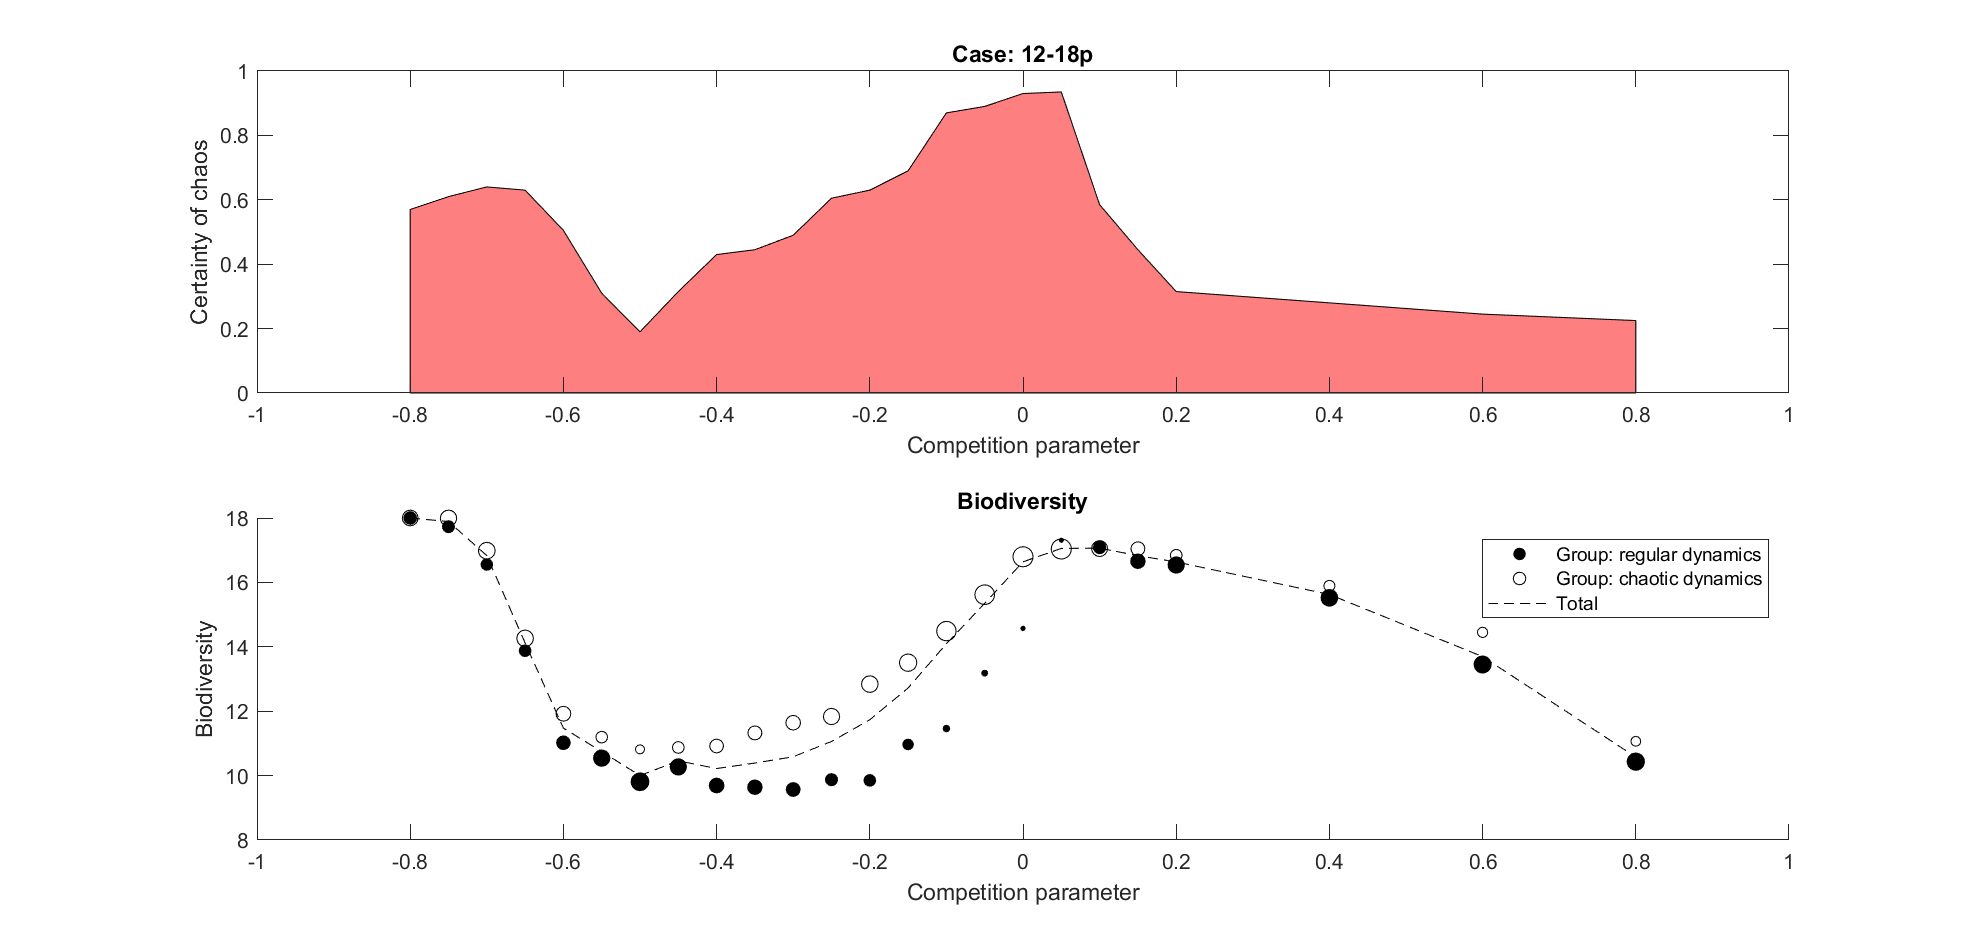 Case: 12-18p
1
0.8
0.6
0.4
0.2
0
Certainty of chaos
-1 -0.8 -0.6 -0.4 -0.2 0 0.2 0.4 0.6 0.8 1
Competition parameter
Biodiversity
18
16
14
12
10
8
Biodiversity
Group: regular dynamics
Group: chaotic dynamics
Total
-1 -0.8 -0.6 -0.4 -0.2 0 0.2 0.4 0.6 0.8 1
Competition parameter